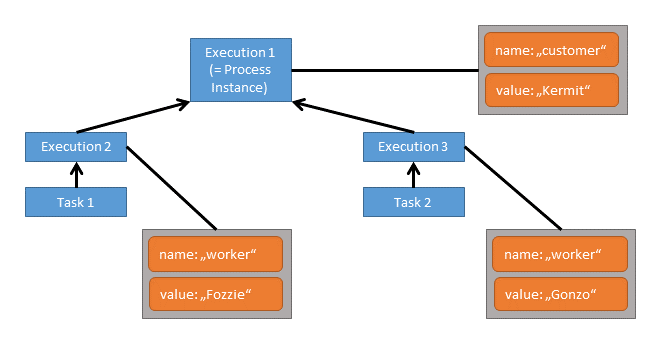 Execution 1
(= Process
Instance)
name: „customer“
value: „Kermit“
Execution 2
Execution 3
Task 1
Task 2
name: „worker“
value: „Fozzie“
name: „worker“
value: „Gonzo“